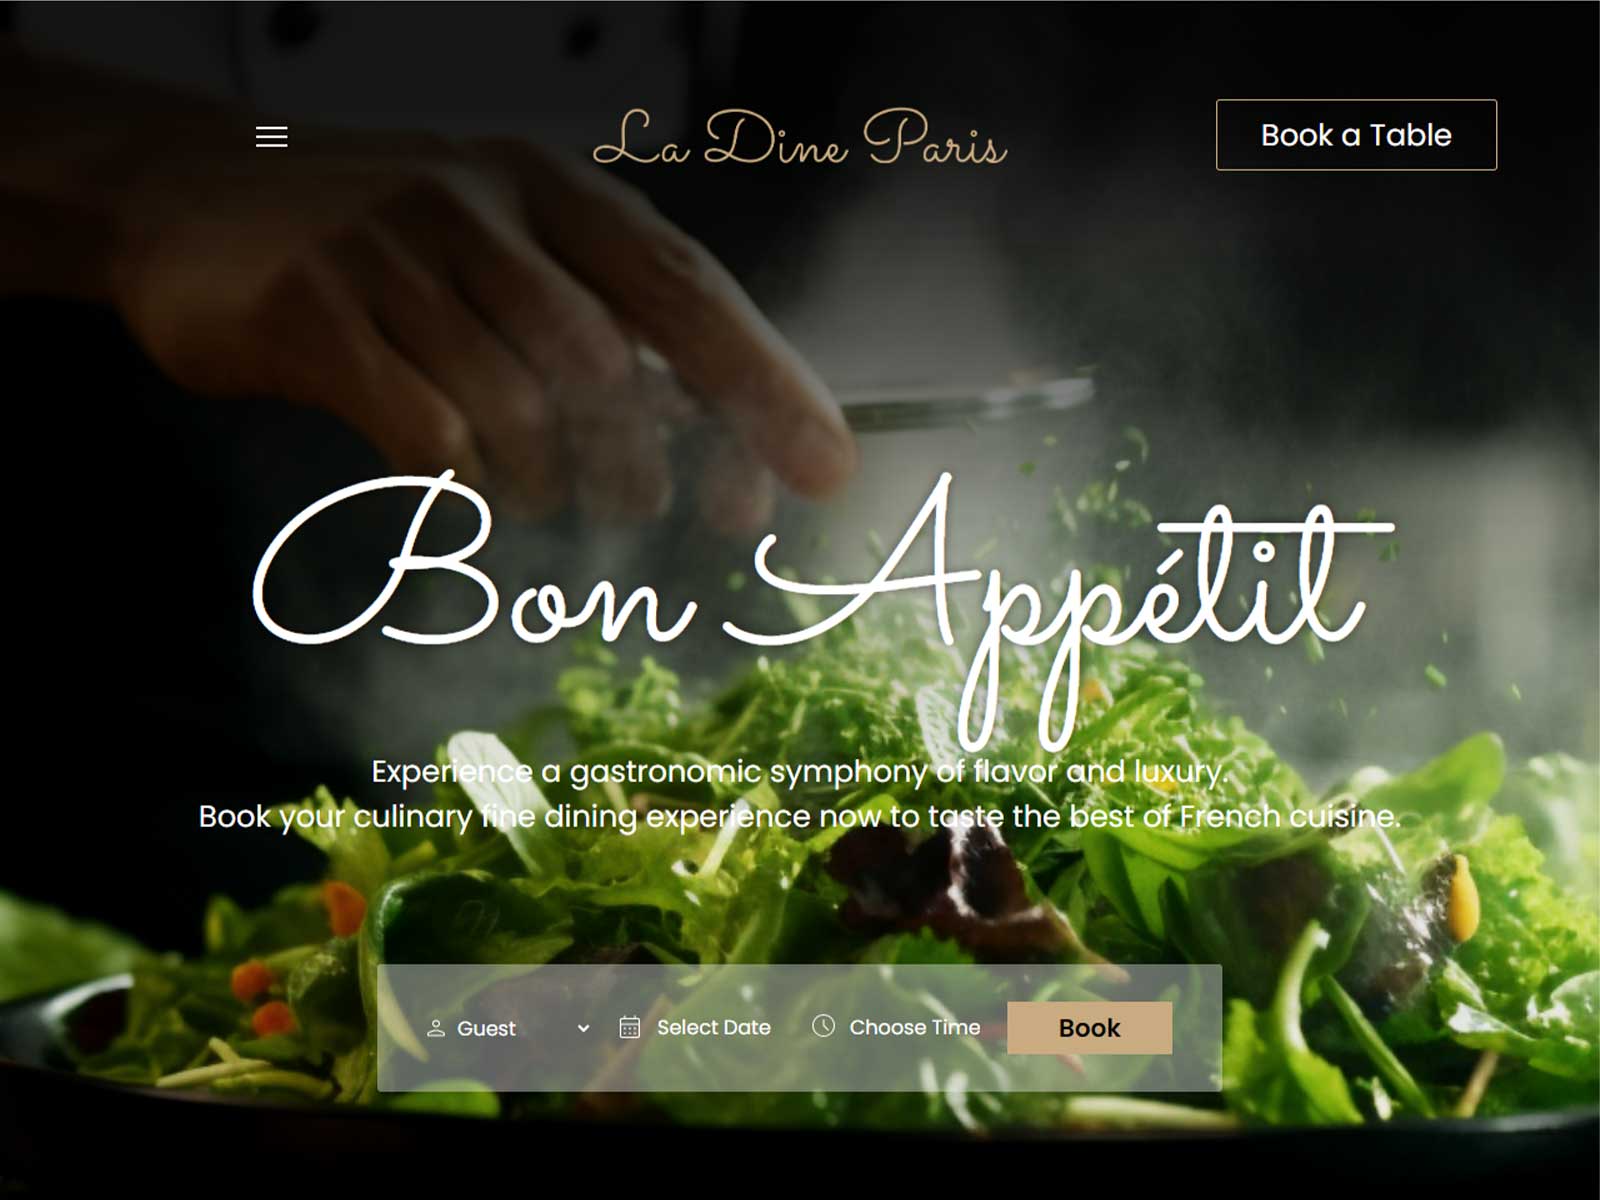 La Dine Paris
Book a Table
Bon Appétit
Experience a gastronomic symphony of flavor and luxury.
Book your culinary fine dining experience now to taste the best of French cuisine.
Guest
Select Date
Choose Time
Book